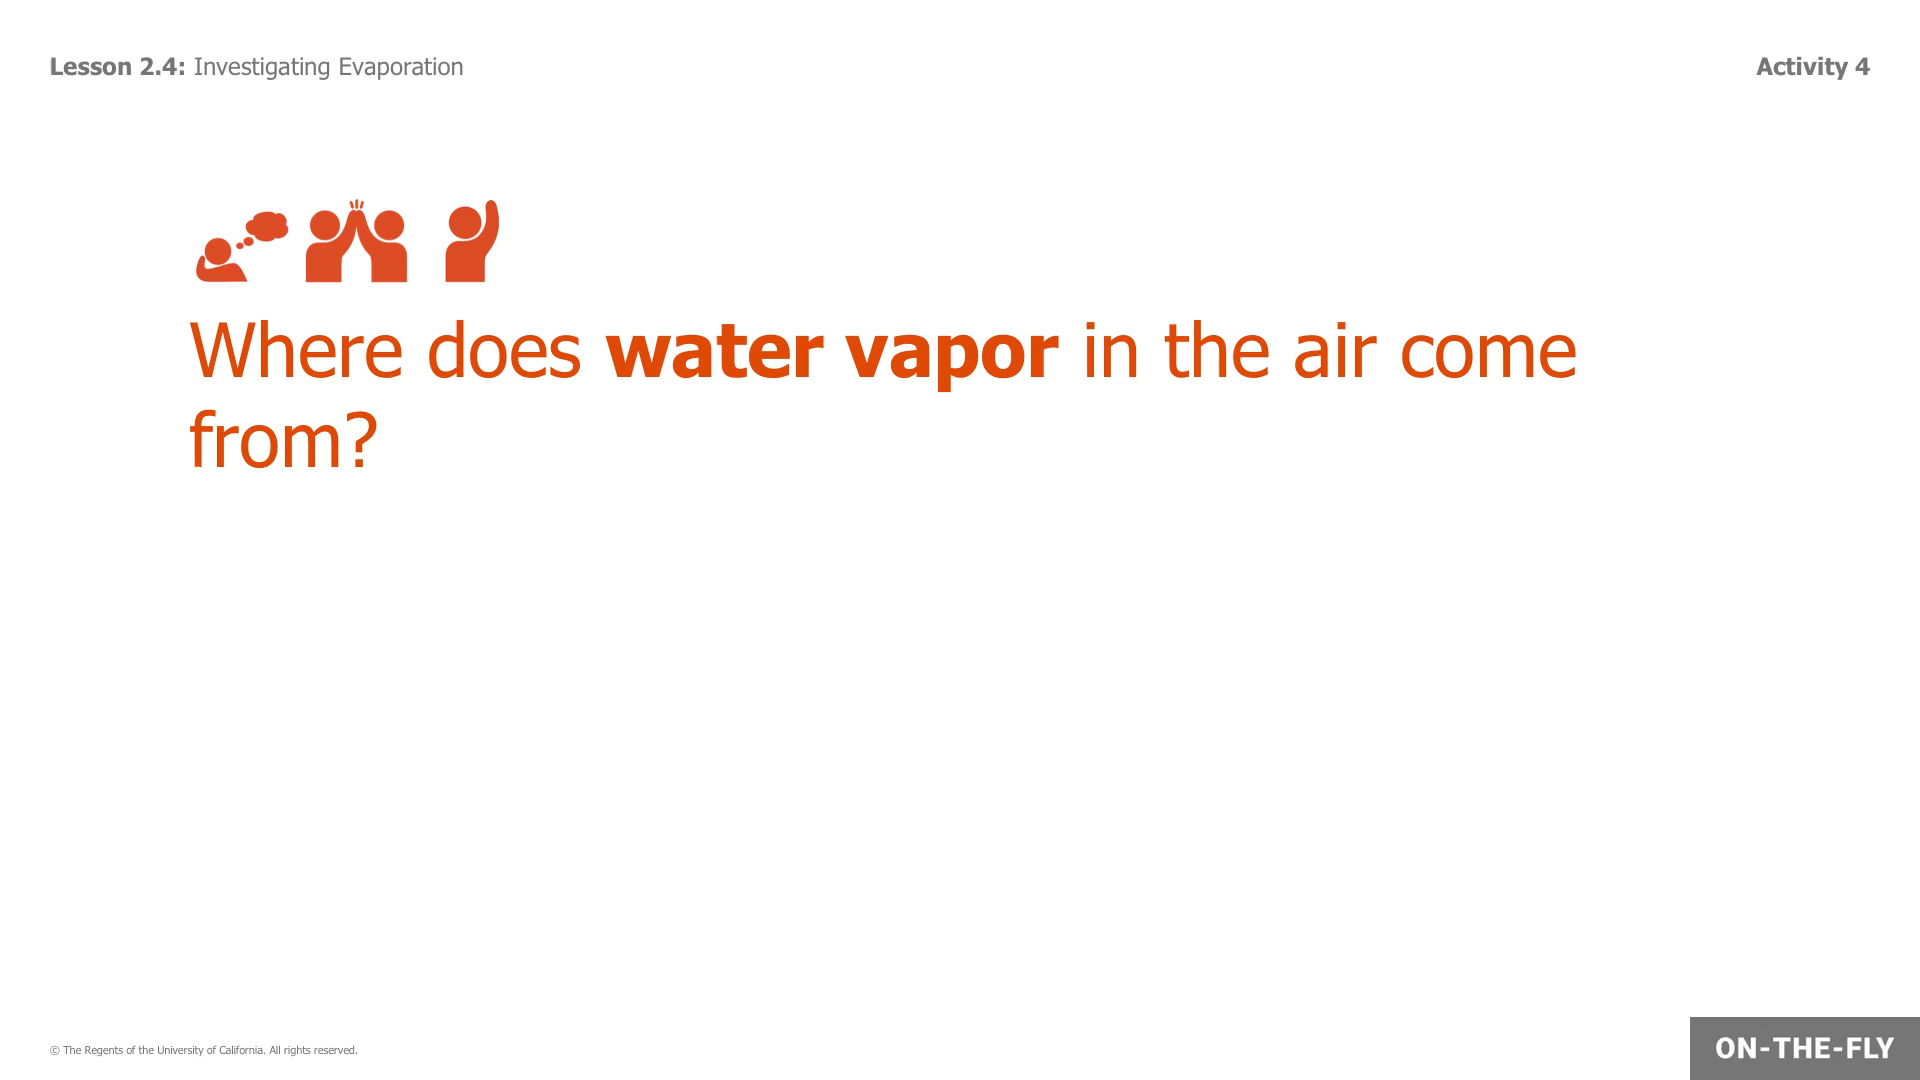 Lesson 2.4: Investigating Evaporation
Activity 4
Where does water vapor in the air come
from?
© The Regents of the University of California. All rights reserved.
ON-THE-FLY